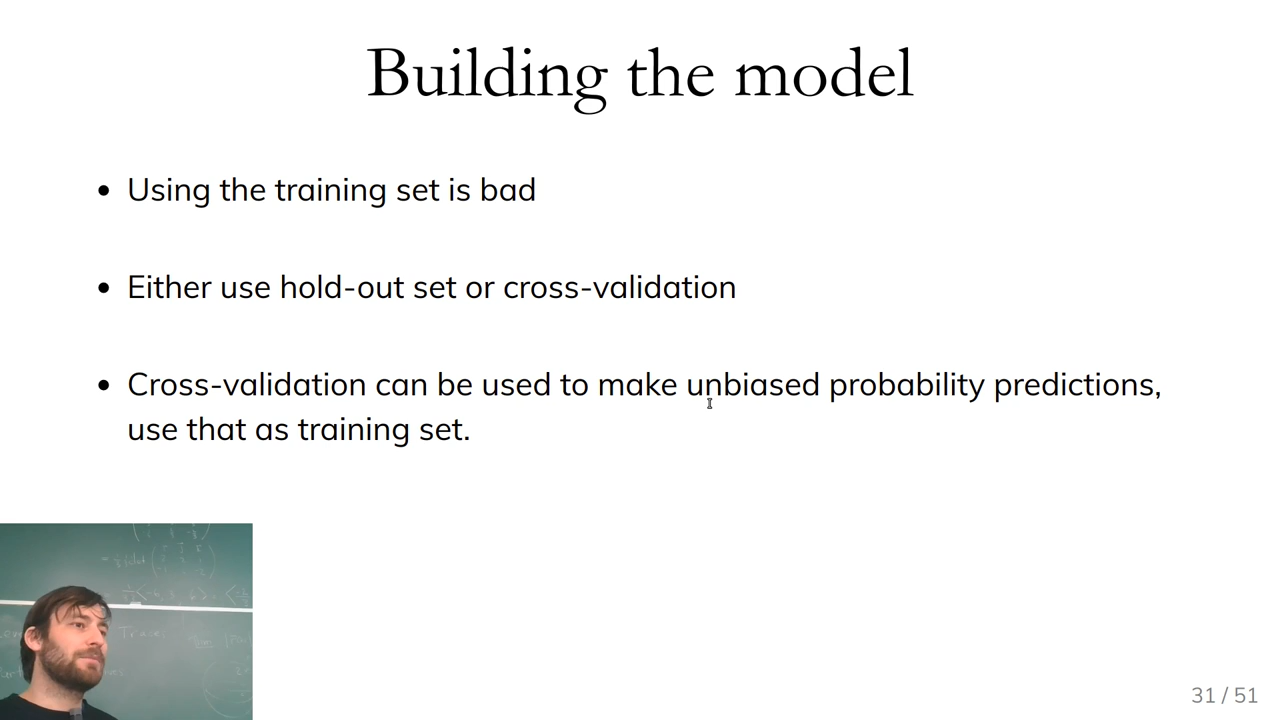 Building the model
• Using the training set is bad
• Either use hold-out set or cross-validation
• Cross-validation can be used to make unbiased probability predictions,
use that as training set.
31 / 51